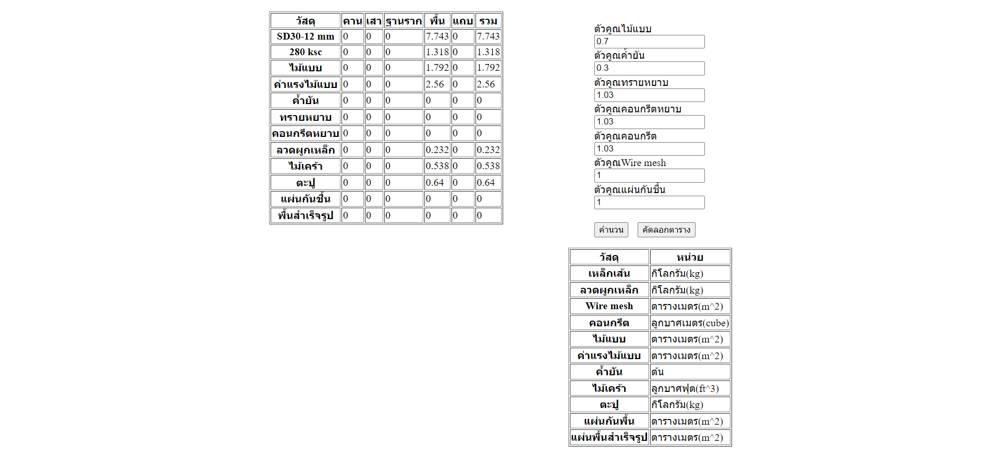 วัสดุ คาน เสา ฐานราก พื้น แถบ รวม
SD30-12 mm 0 0 0 7.743 0 7.743
280 ksc 0 0 0 1.318 0 1.318
ไม้แบบ 0 0 0 1.792 0 1.792
ค่าแรงไม้แบบ 0 0 0 2.56 0 2.56
ค้ำยัน 0 0 0 0 0 0
ทรายหยาบ 0 0 0 0 0 0
คอนกรีตหยาบ 0 0 0 0 0 0
ลวดผูกเหล็ก 0 0 0 0.232 0 0.232
ไม้เคร้า 0 0 0 0.538 0 0.538
ตะปู 0 0 0 0.64 0 0.64
แผ่นกันชื้น 0 0 0 0 0 0
พื้นสำเร็จรูป 0 0 0 0 0 0
ตัวคูณไม้แบบ
0.7
ตัวคูณค้ำยัน
0.3
ตัวคูณทรายหยาบ
1.03
ตัวคูณคอนกรีตหยาบ
1.03
ตัวคูณคอนกรีต
1.03
ตัวคูณWire mesh
1
ตัวคูณแผ่นกันชื้น
1
คำนวน คัดลอกตาราง
วัสดุ หน่วย
เหล็กเส้น กิโลกรัม(kg)
ลวดผูกเหล็ก กิโลกรัม(kg)
Wire mesh ตารางเมตร(m^2)
คอนกรีต ลูกบาศเมตร(cube)
ไม้แบบ ตารางเมตร(m^2)
ค่าแรงไม้แบบ ตารางเมตร(m^2)
ค้ำยัน ต้น
ไม้เคร้า ลูกบาศฟุต(ft^3)
ตะปู กิโลกรัม(kg)
แผ่นกันพื้น ตารางเมตร(m^2)
แผ่นพื้นสำเร็จรูป ตารางเมตร(m^2)